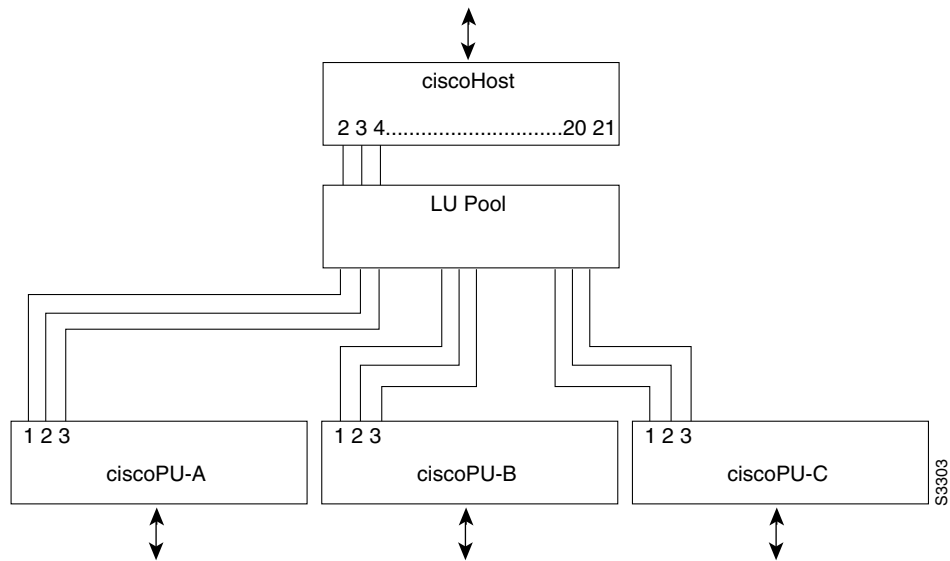 ciscoHost
2 3 4..............................20 21
LU Pool
1 2 3
1 2 3
1 2 3
ciscoPU-A
ciscoPU-B
ciscoPU-C
S3303